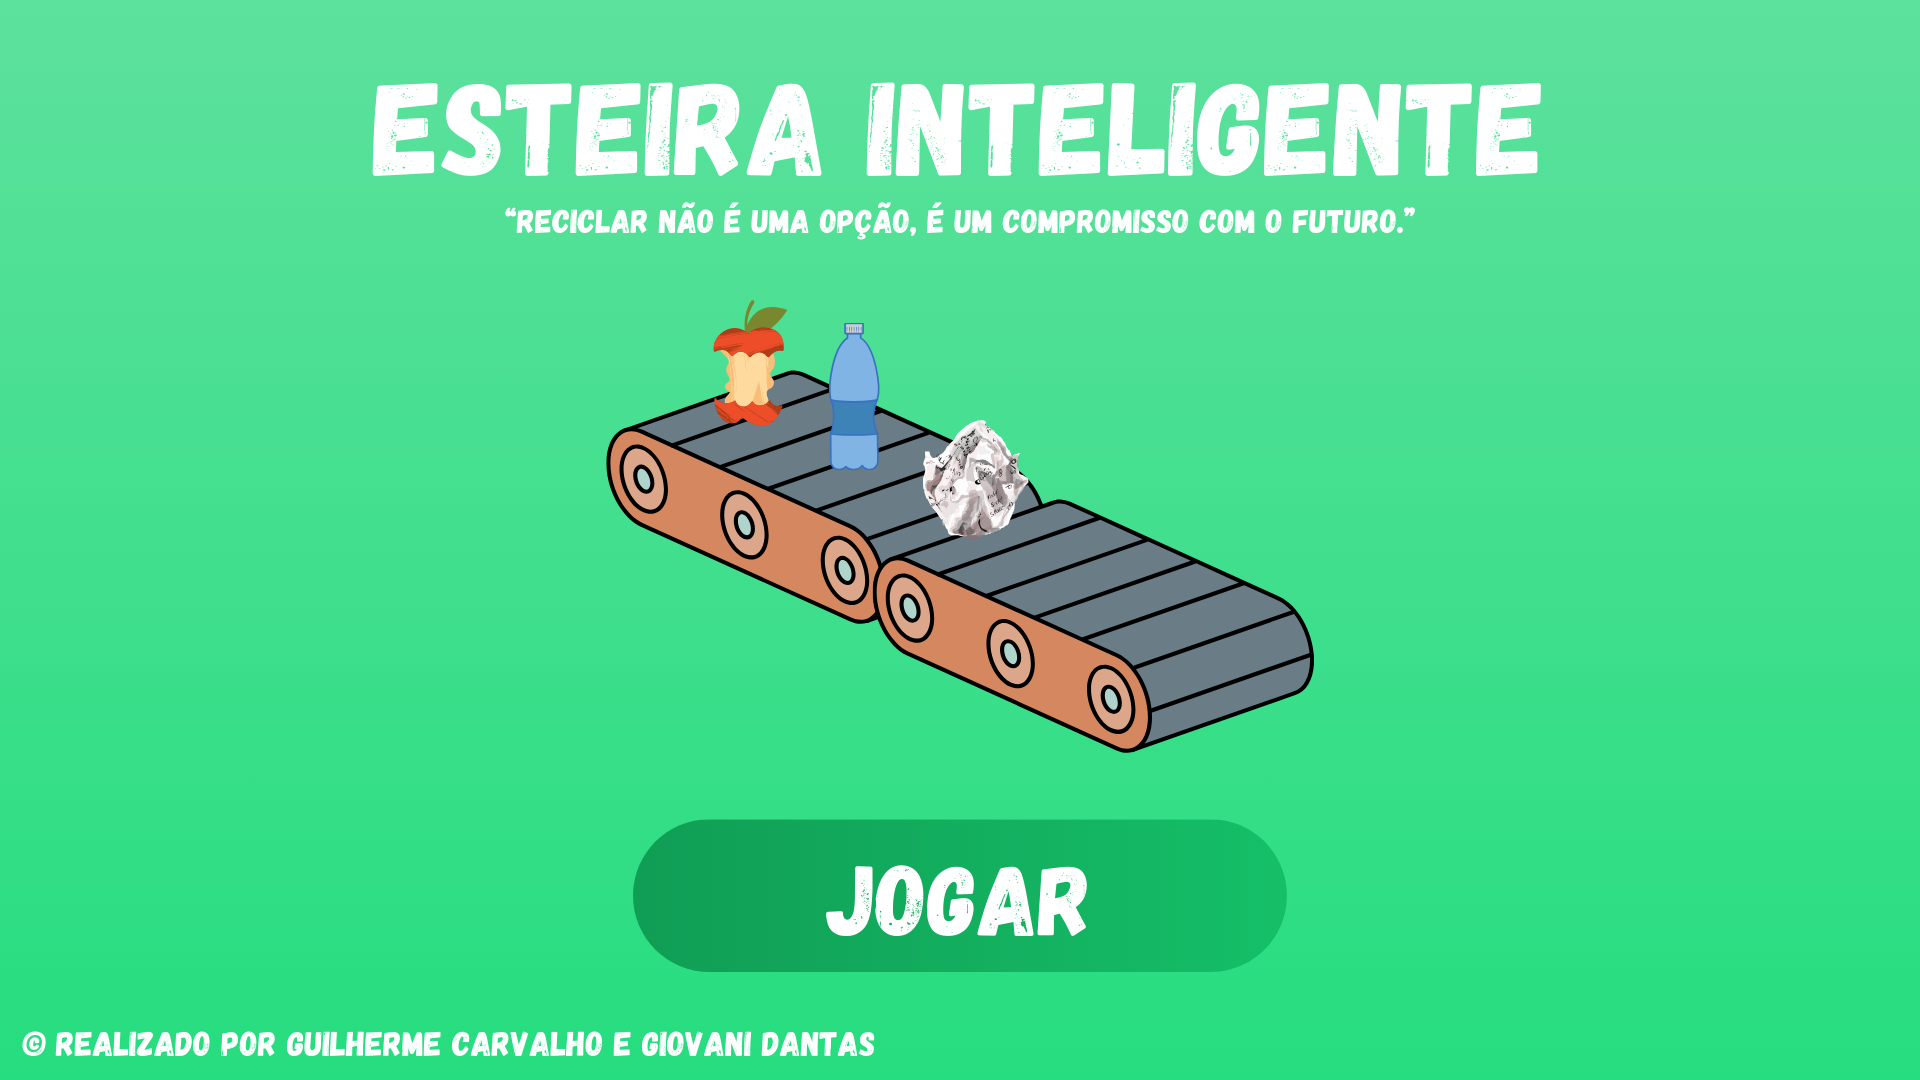 ESTEIRA INTELIGENTE
“RECICLAR NÃO É UMA OPÇÃO, É UM COMPROMISSO COM O FUTURO.”
JOGAR
© REALIZADO POR GUILHERME CARVALHO E GIOVANI DANTAS